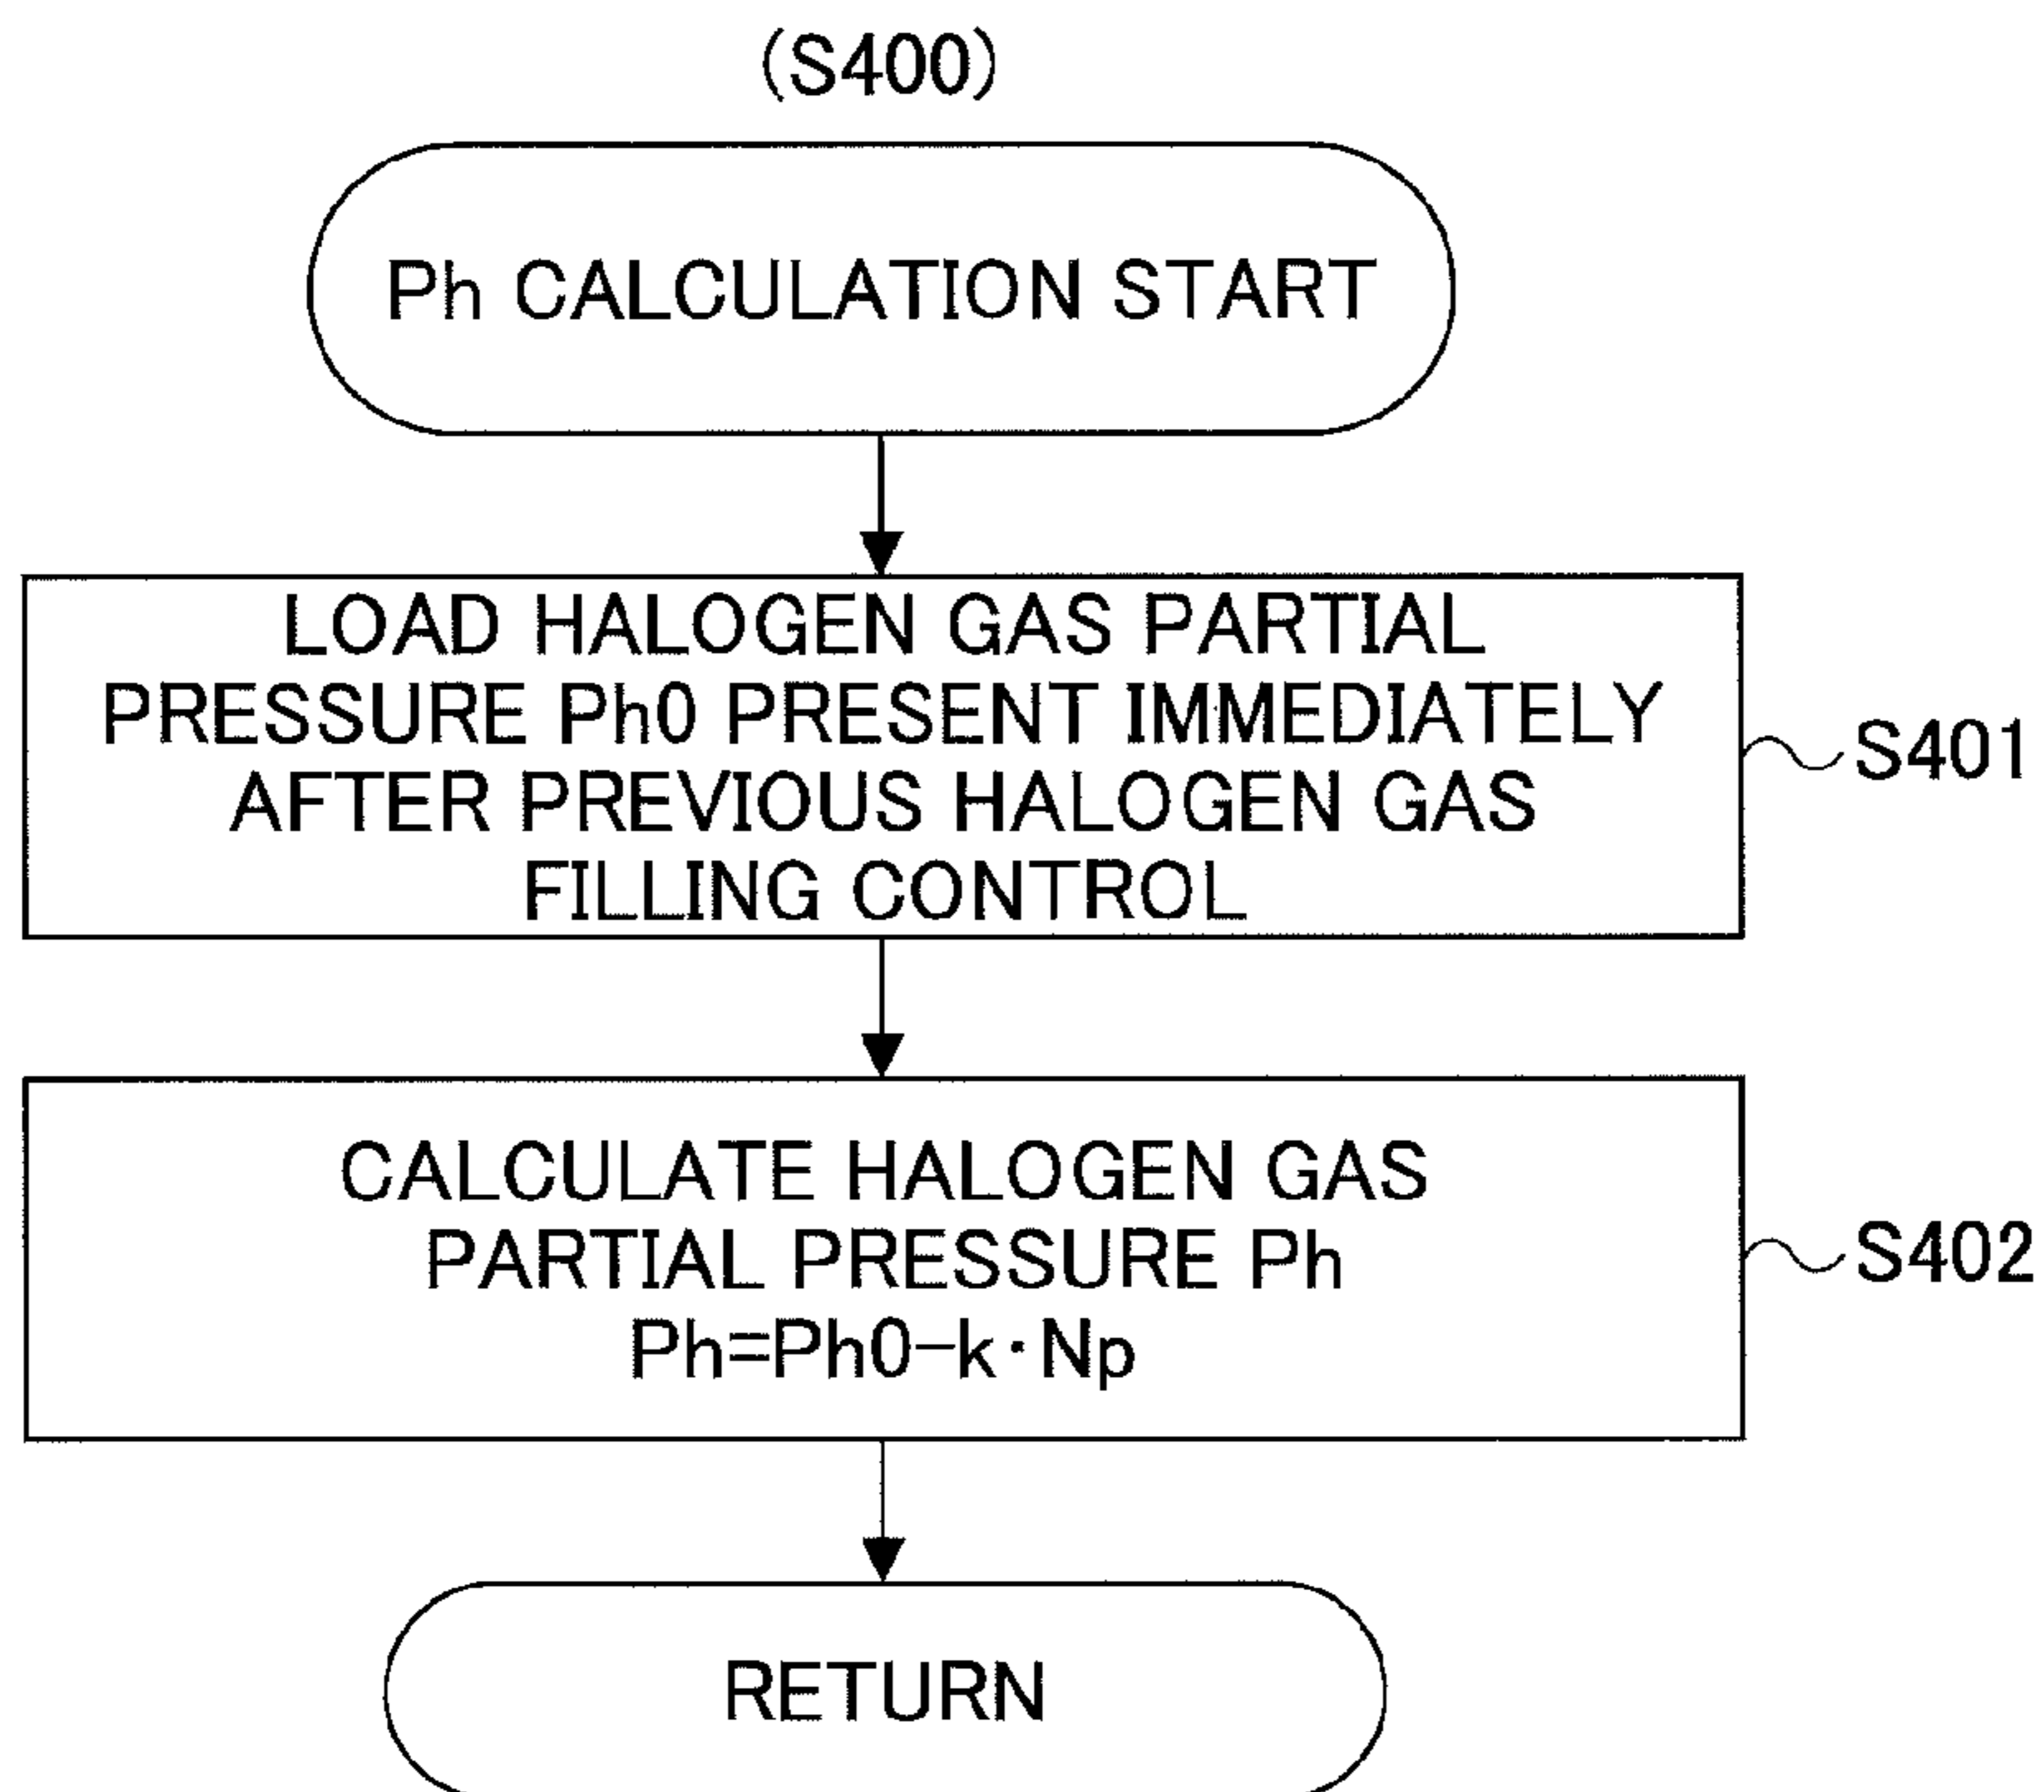 (S400)
Ph CALCULATION START
LOAD HALOGEN GAS PARTIAL
PRESSURE Ph0 PRESENT IMMEDIATELY
AFTER PREVIOUS HALOGEN GAS
FILLING CONTROL
S401
CALCULATE HALOGEN GAS
PARTIAL PRESSURE Ph
Ph=Ph0-k·Np
S402
RETURN